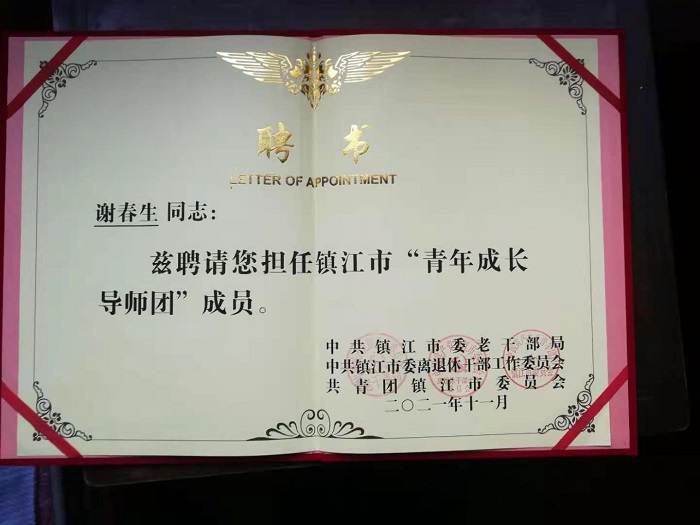 聘书
LETTER OF APPOINTMENT
谢春生 同志：
兹聘请您担任镇江市“青年成长
导师团”成员。
中共镇江市委老干部局
中共镇江市委离退休干部工作委员会
共青团镇江市委员会
二〇二一年十一月